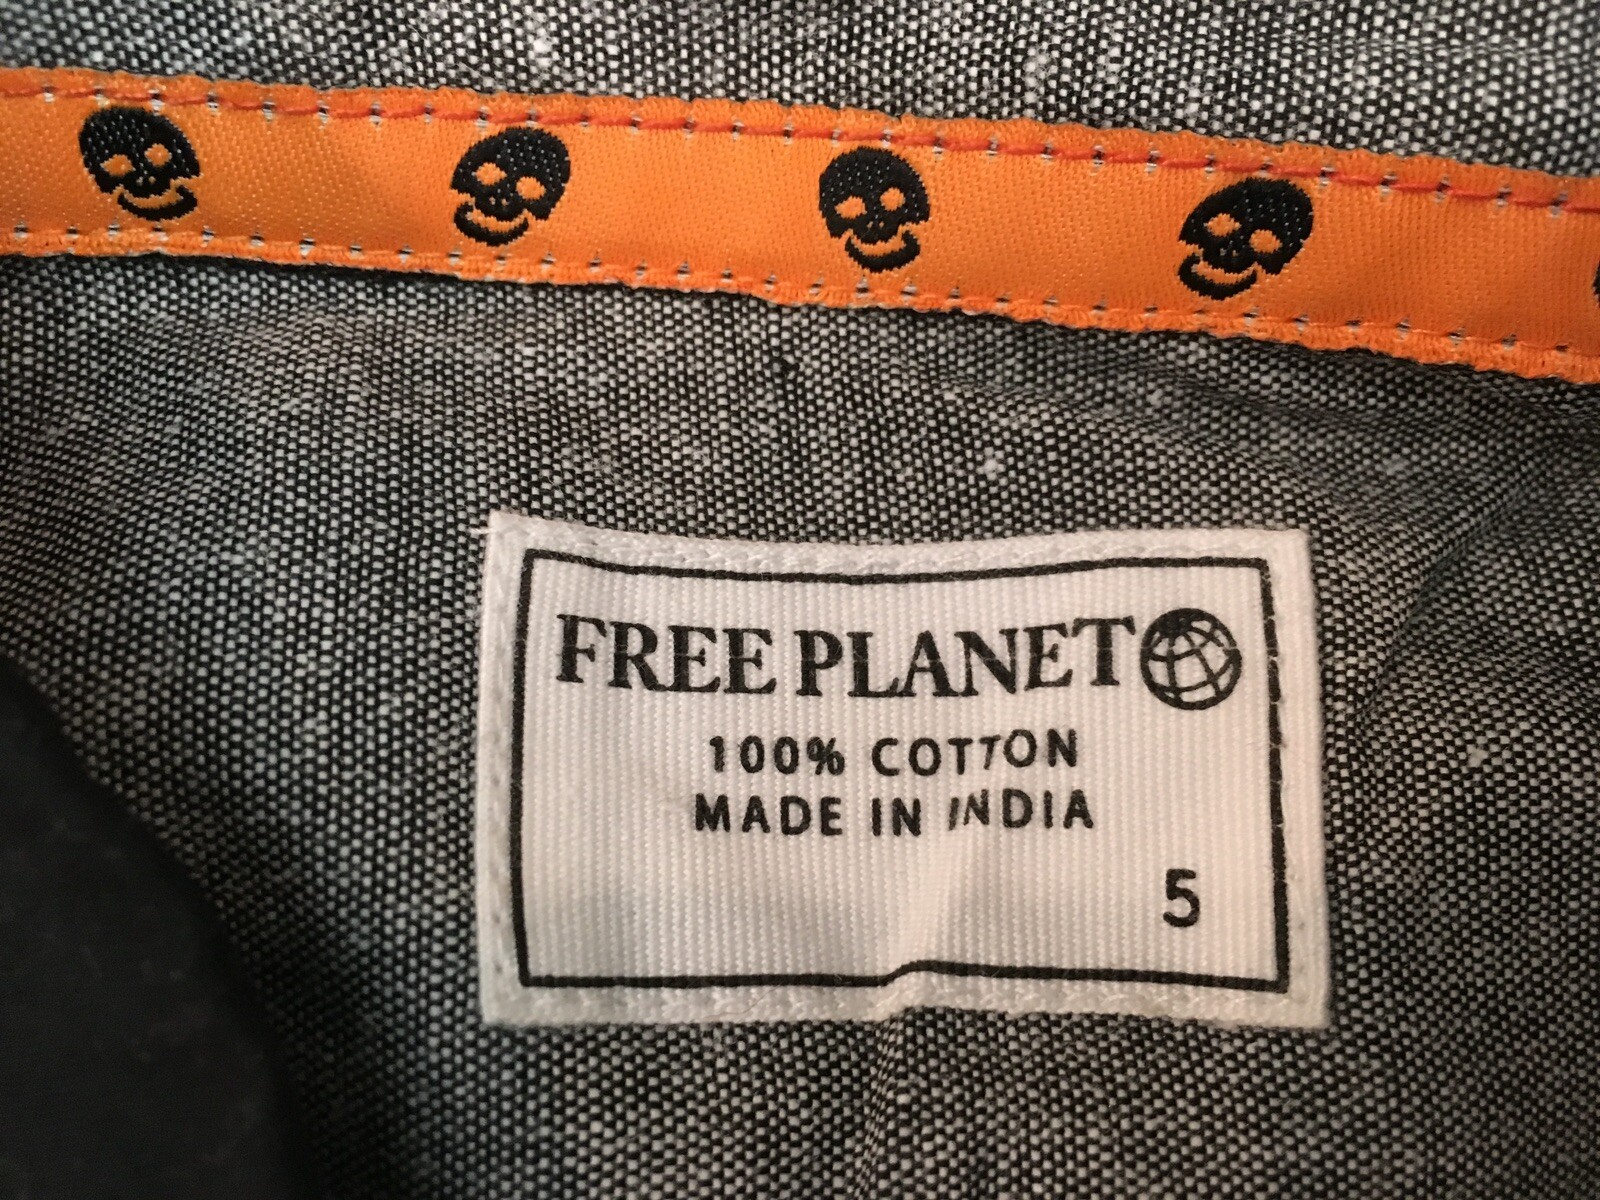 FREE PLANET
100% COTTON
MADE IN INDIA
5